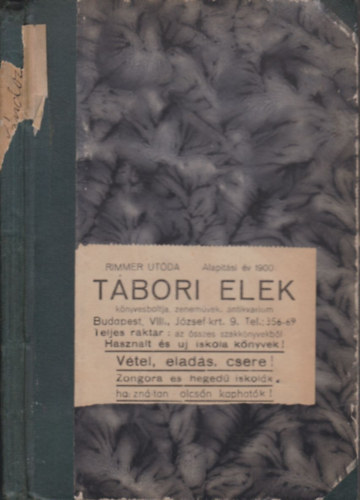 RIMMER UTÓDA Alapítási év 1900
TÁBORI ELEK
könyvesboltja, zeneművek, antikvárium
Budapest, VIII., József-krt. 9. Tel.: 356-69
Teljes raktár: az összes szakkönyvekből
Használt és uj iskola könyvek!
Vétel, eladás, csere!
Zongora és hegedű iskolák,
használtan olcsón kaphatók!